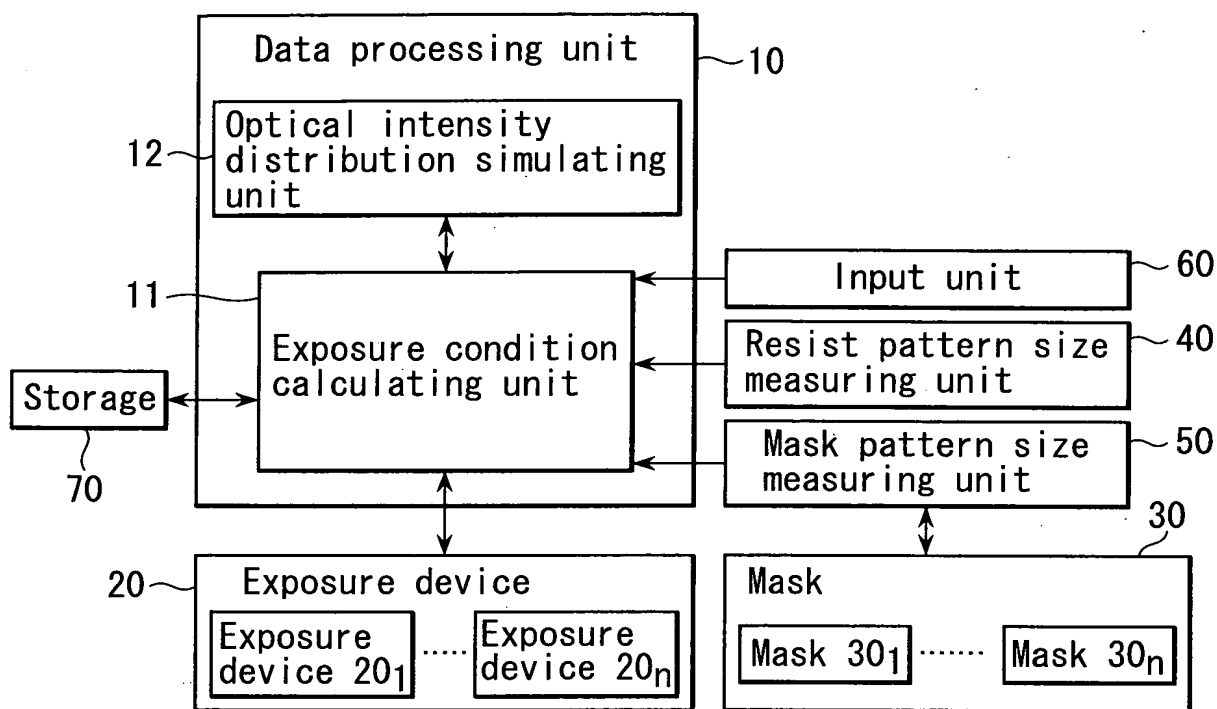 Data processing unit
10
Optical intensity
distribution simulating
unit
12
11
Exposure condition
calculating unit
Input unit
60
Resist pattern size
measuring unit
40
Mask pattern size
measuring unit
50
Storage
70
20
Exposure device
Exposure
device 20₁
......
Exposure
device 20ₙ
30
Mask
Mask 30₁
........
Mask 30ₙ